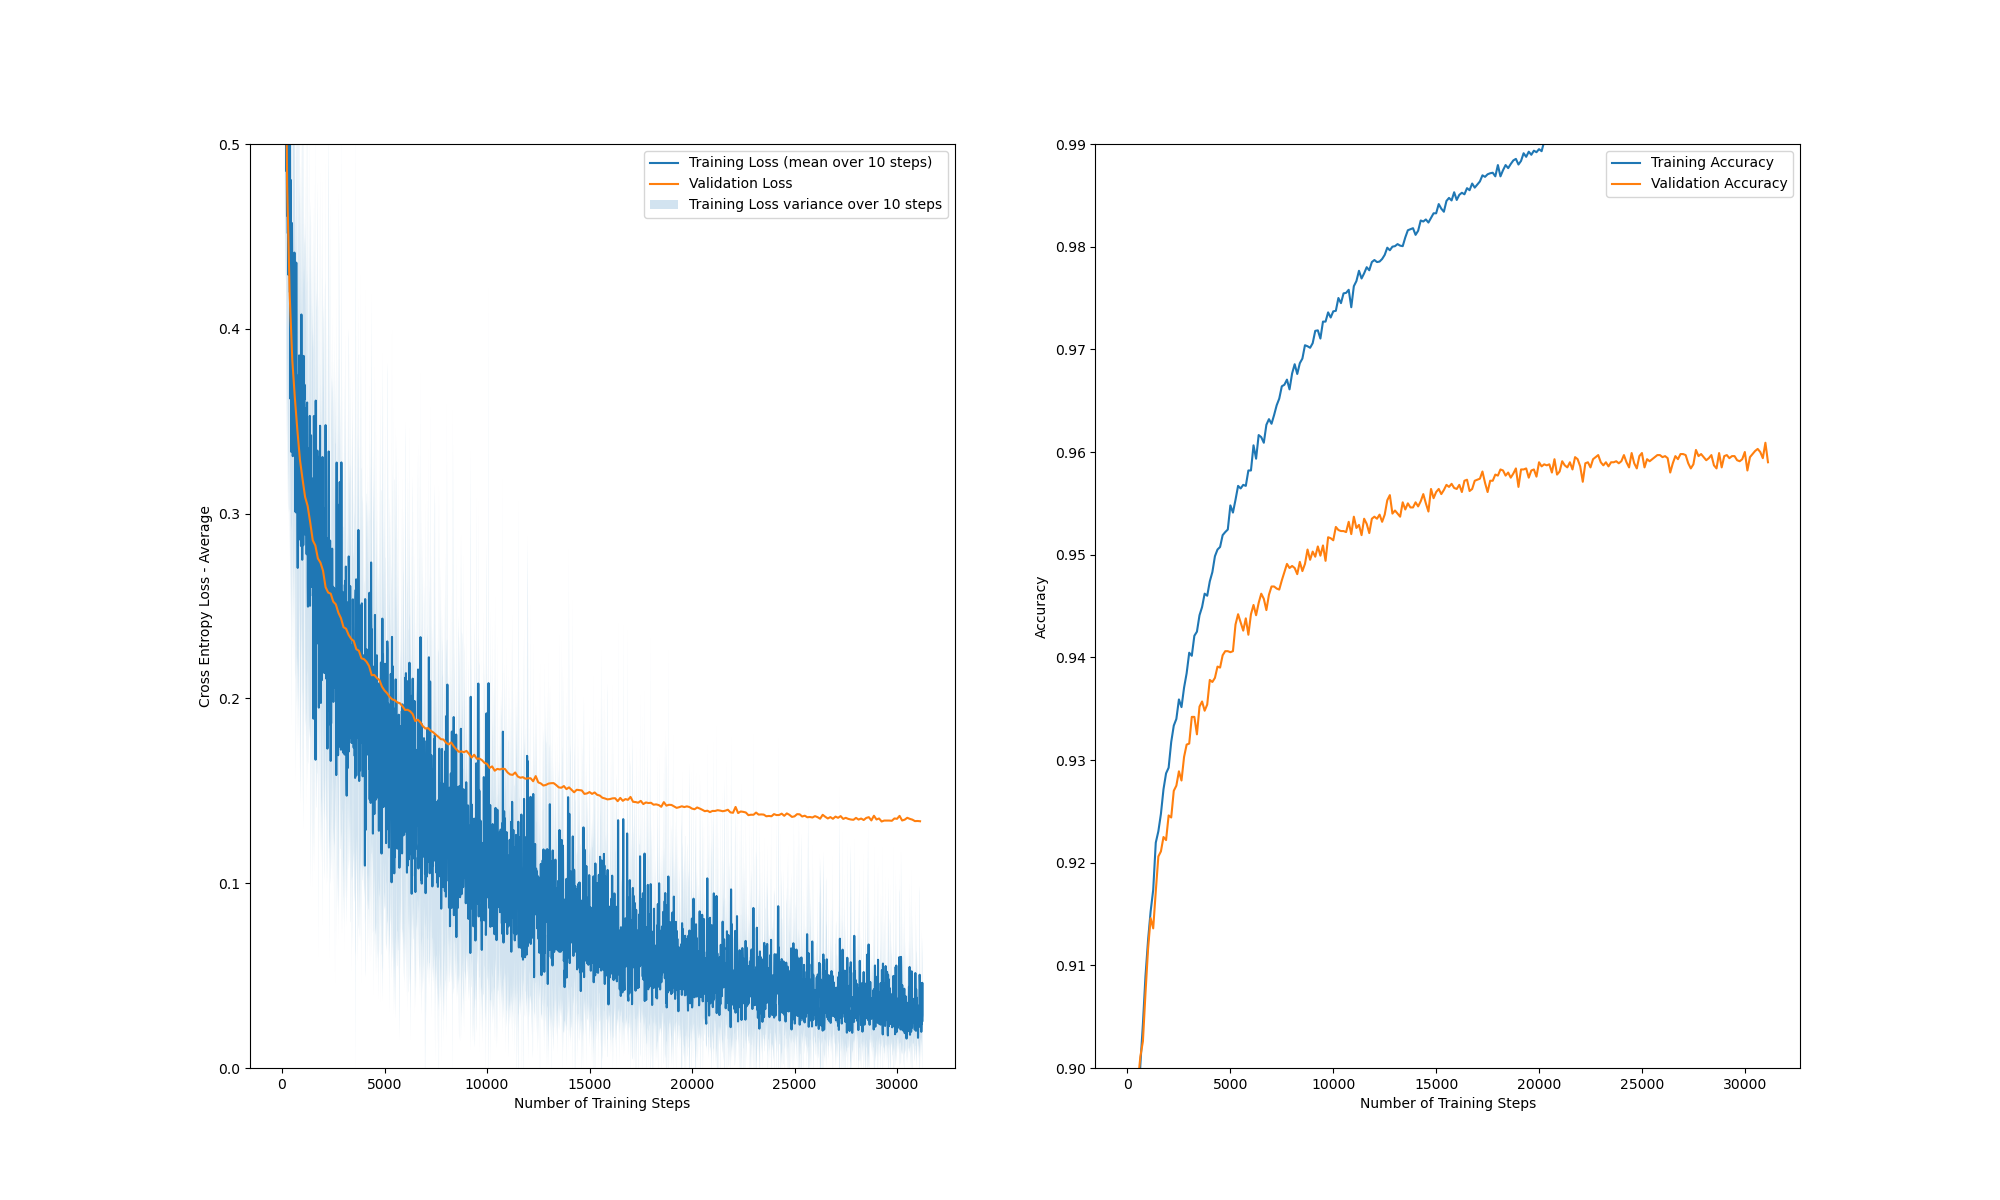 0.5
0.4
0.3
0.2
0.1
0.0
Cross Entropy Loss - Average
Training Loss (mean over 10 steps)
Validation Loss
Training Loss variance over 10 steps
0 5000 10000 15000 20000 25000 30000
Number of Training Steps
0.99
0.98
0.97
0.96
0.95
0.94
0.93
0.92
0.91
0.90
Accuracy
Training Accuracy
Validation Accuracy
0 5000 10000 15000 20000 25000 30000
Number of Training Steps